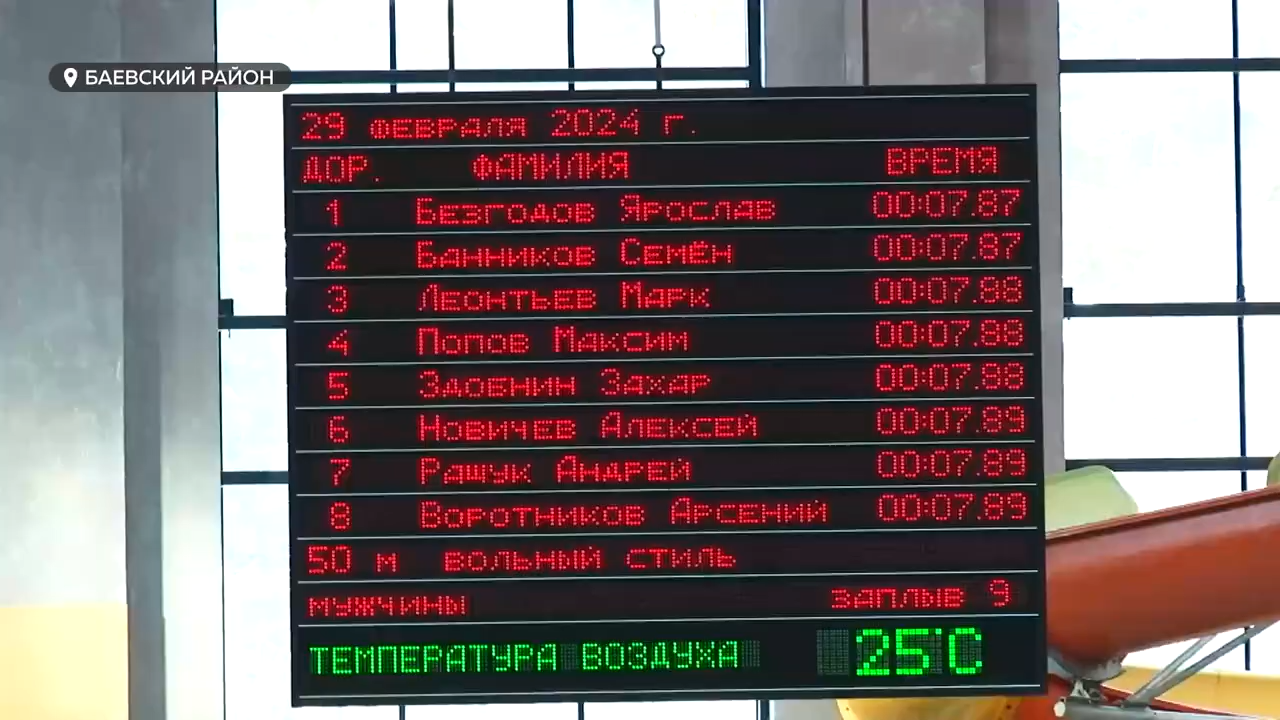 БАЕВСКИЙ РАЙОН
29 февраля 2024 г.
ДОР. ФАМИЛИЯ ВРЕМЯ
1 Безгодов Ярослав 00:07.87
2 Банников Семён 00:07.87
3 Леонтьев Марк 00:07.88
4 Попов Максим 00:07.88
5 Здобнин Захар 00:07.88
6 Новичев Алексей 00:07.89
7 Ращук Андрей 00:07.89
8 Воротников Арсений 00:07.89
50 м вольный стиль
мужчины заплыв 9
ТЕМПЕРАТУРА ВОЗДУХА 25°C